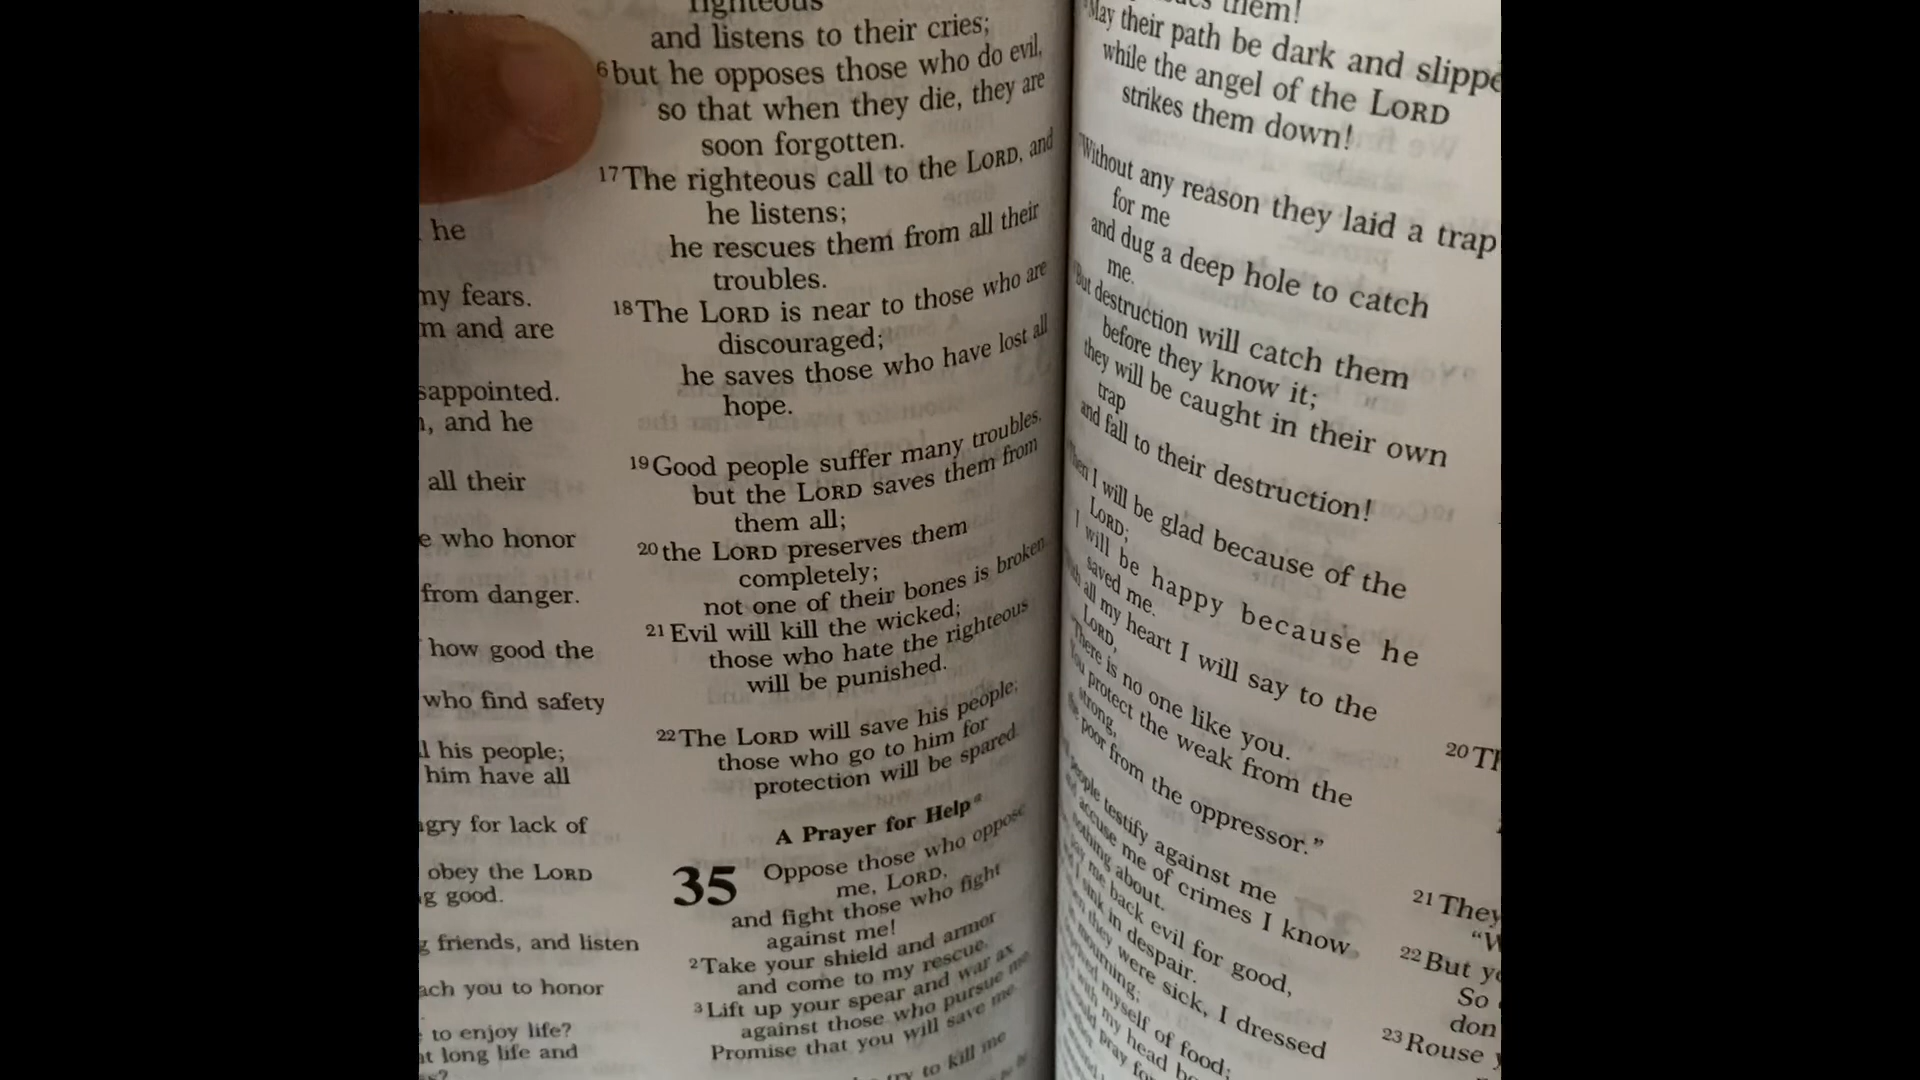 he
my fears.
and are
and he
all their
who honor
from danger.
how good the
who find safety
his people;
him have all
for lack of
obey the LORD
good.
friends, and listen
you to honor
to enjoy life?
long life and
righteous
and listens to their cries;
6 but he opposes those who do evil,
so that when they die, they are
soon forgotten.
17 The righteous call to the LORD, and
he listens;
he rescues them from all their
troubles.
18 The LORD is near to those who are
discouraged;
he saves those who have lost all
hope.
19 Good people suffer many troubles,
but the LORD saves them from
them all;
20 the LORD preserves them
completely;
not one of their bones is broken.
21 Evil will kill the wicked;
those who hate the righteous
will be punished.
22 The LORD will save his people;
those who go to him for
protection will be spared.
A Prayer for Help
35 Oppose those who oppose
me, LORD,
and fight those who fight
against me!
2 Take your shield and armor
and come to my rescue.
3 Lift up your spear and war ax
against those who pursue me.
Promise that you will save me.
try to kill me
them!
May their path be dark and
while the angel of the LORD
strikes them down!
Without any reason they laid a trap
for me
and dug a deep hole to catch
me.
But destruction will catch them
before they know it;
they will be caught in their own
trap
and fall to their destruction!
Then I will be glad because of the
LORD;
I will be happy because he
saved me.
With all my heart I will say to the
LORD,
"There is no one like you.
You protect the weak from the
strong,
the poor from the oppressor."
people testify against me
and accuse me of crimes I know
nothing about.
me back evil for good,
sink in despair.
when they were sick, I dressed
in mourning;
myself of food;
with my head
pray
20
21 They
22 But
So
don
23 Rouse